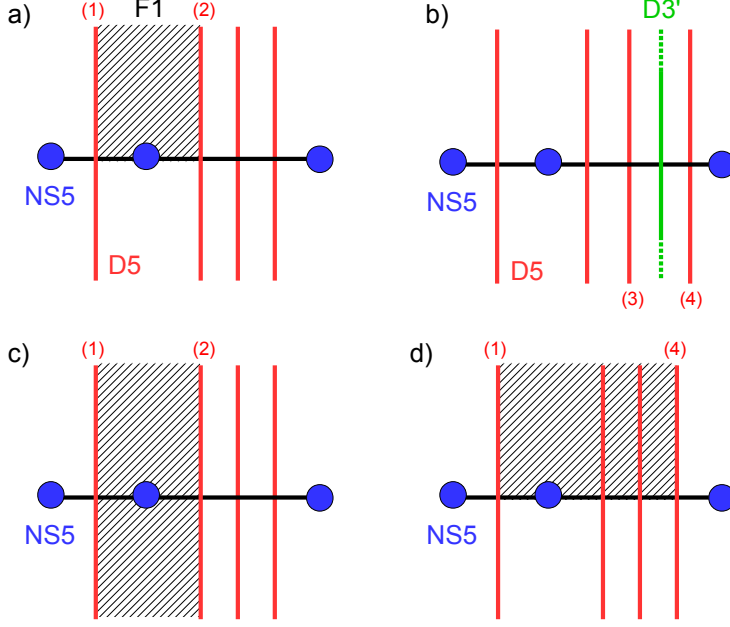 a)
(1) F1 (2)
NS5
D5
b)
D3'
NS5
D5
(3) (4)
c)
(1) (2)
NS5
d)
(1) (4)
NS5